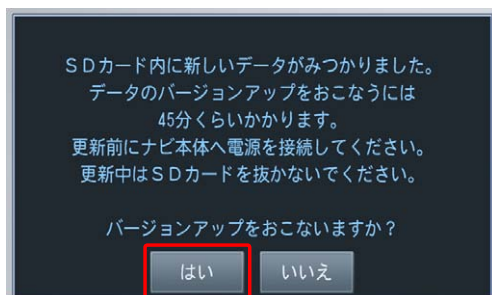 ＳＤカード内に新しいデータがみつかりました。
データのバージョンアップをおこなうには
45分くらいかかります。
更新前にナビ本体へ電源を接続してください。
更新中はＳＤカードを抜かないでください。
バージョンアップをおこないますか？
はい
いいえ